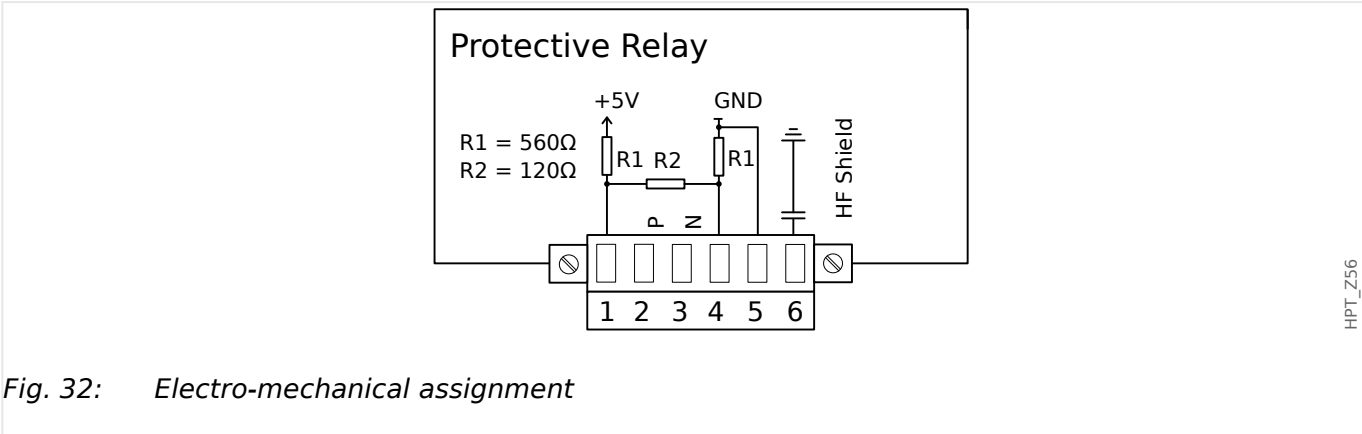 Protective Relay
+5V
GND
R1 = 560Ω
R2 = 120Ω
R1
R2
R1
HF Shield
P
N
1 2 3 4 5 6
HPT_Z56
Fig. 32: Electro-mechanical assignment